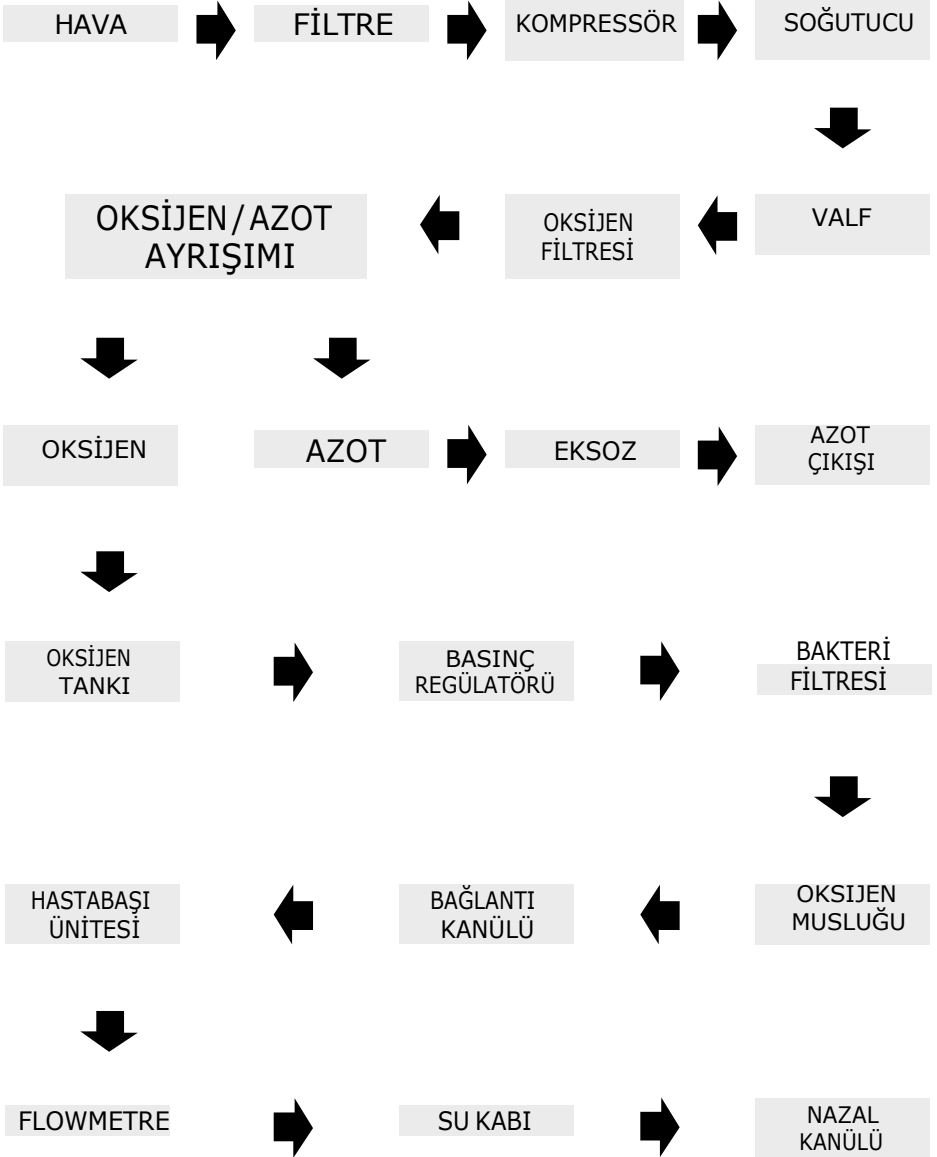 HAVA
FİLTRE
KOMPRESSÖR
SOĞUTUCU
OKSİJEN/AZOT
AYRIŞIMI
OKSİJEN
FİLTRESİ
VALF
OKSİJEN
AZOT
EKSOZ
AZOT
ÇIKIŞI
OKSİJEN
TANKI
BASINÇ
REGÜLATÖRÜ
BAKTERİ
FİLTRESİ
HASTABAŞI
ÜNİTESİ
BAĞLANTI
KANÜLÜ
OKSIJEN
MUSLUĞU
FLOWMETRE
SU KABI
NAZAL
KANÜLÜ